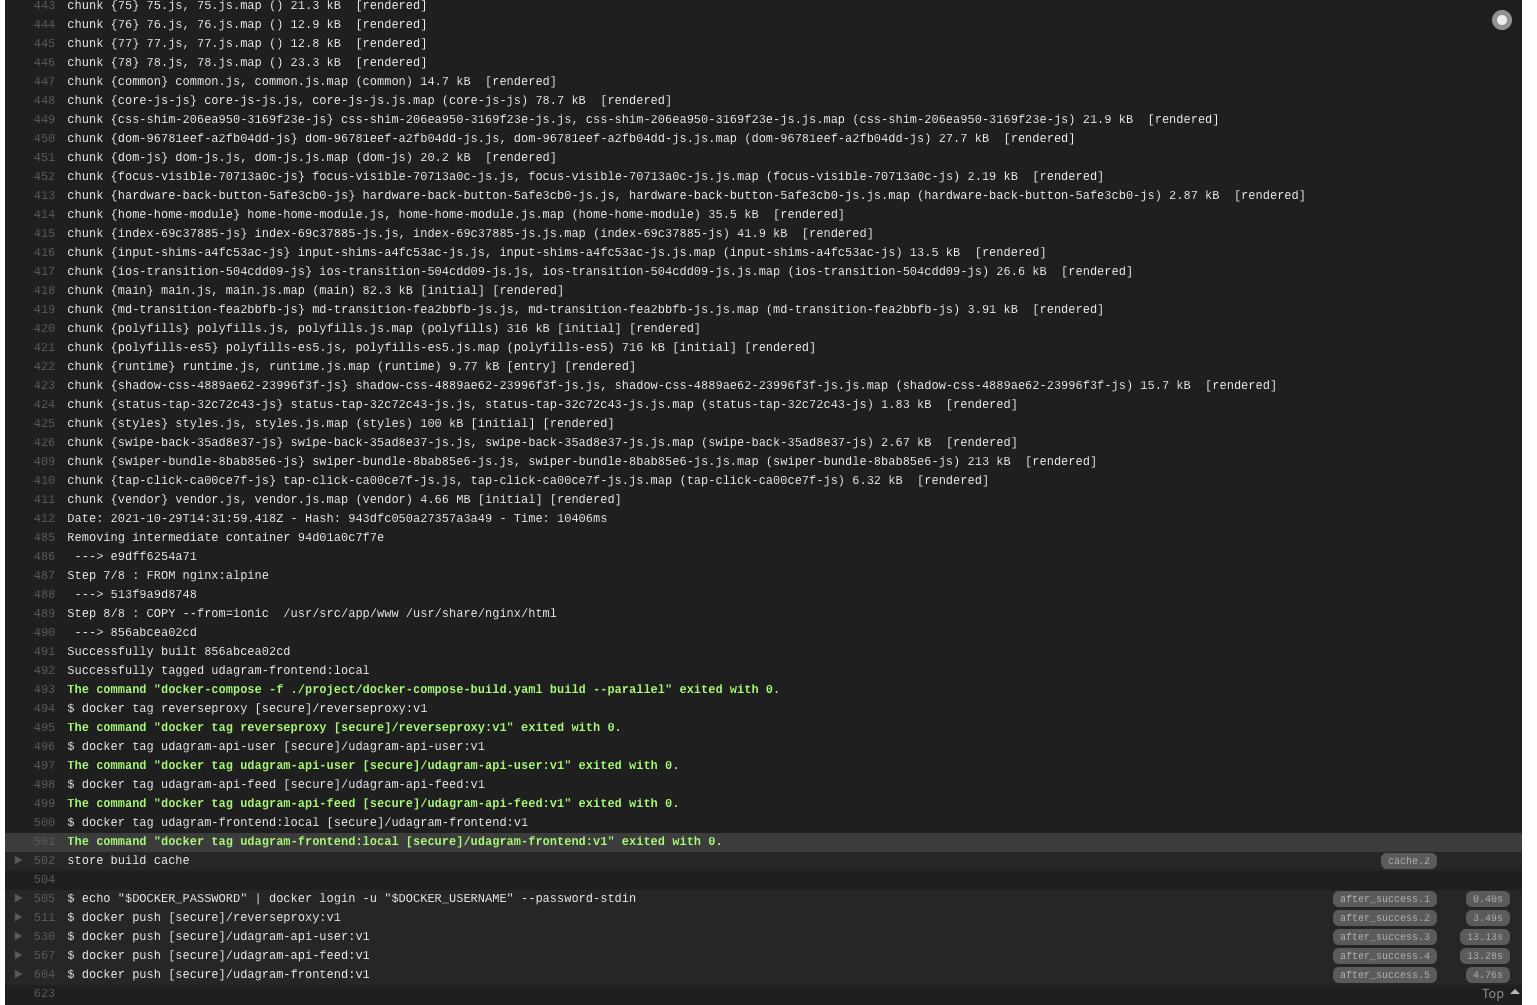 443 chunk {75} 75.js, 75.js.map () 21.3 kB  [rendered]
444 chunk {76} 76.js, 76.js.map () 12.9 kB  [rendered]
445 chunk {77} 77.js, 77.js.map () 12.8 kB  [rendered]
446 chunk {78} 78.js, 78.js.map () 23.3 kB  [rendered]
447 chunk {common} common.js, common.js.map (common) 14.7 kB  [rendered]
448 chunk {core-js-js} core-js-js.js, core-js-js.js.map (core-js-js) 78.7 kB  [rendered]
449 chunk {css-shim-206ea950-3169f23e-js} css-shim-206ea950-3169f23e-js.js, css-shim-206ea950-3169f23e-js.js.map (css-shim-206ea950-3169f23e-js) 21.9 kB  [rendered]
450 chunk {dom-96781eef-a2fb04dd-js} dom-96781eef-a2fb04dd-js.js, dom-96781eef-a2fb04dd-js.js.map (dom-96781eef-a2fb04dd-js) 27.7 kB  [rendered]
451 chunk {dom-js} dom-js.js, dom-js.js.map (dom-js) 20.2 kB  [rendered]
452 chunk {focus-visible-70713a0c-js} focus-visible-70713a0c-js.js, focus-visible-70713a0c-js.js.map (focus-visible-70713a0c-js) 2.19 kB  [rendered]
413 chunk {hardware-back-button-5afe3cb0-js} hardware-back-button-5afe3cb0-js.js, hardware-back-button-5afe3cb0-js.js.map (hardware-back-button-5afe3cb0-js) 2.87 kB  [rendered]
414 chunk {home-home-module} home-home-module.js, home-home-module.js.map (home-home-module) 35.5 kB  [rendered]
415 chunk {index-69c37885-js} index-69c37885-js.js, index-69c37885-js.js.map (index-69c37885-js) 41.9 kB  [rendered]
416 chunk {input-shims-a4fc53ac-js} input-shims-a4fc53ac-js.js, input-shims-a4fc53ac-js.js.map (input-shims-a4fc53ac-js) 13.5 kB  [rendered]
417 chunk {ios-transition-504cdd09-js} ios-transition-504cdd09-js.js, ios-transition-504cdd09-js.js.map (ios-transition-504cdd09-js) 26.6 kB  [rendered]
418 chunk {main} main.js, main.js.map (main) 82.3 kB [initial] [rendered]
419 chunk {md-transition-fea2bbfb-js} md-transition-fea2bbfb-js.js, md-transition-fea2bbfb-js.js.map (md-transition-fea2bbfb-js) 3.91 kB  [rendered]
420 chunk {polyfills} polyfills.js, polyfills.js.map (polyfills) 316 kB [initial] [rendered]
421 chunk {polyfills-es5} polyfills-es5.js, polyfills-es5.js.map (polyfills-es5) 716 kB [initial] [rendered]
422 chunk {runtime} runtime.js, runtime.js.map (runtime) 9.77 kB [entry] [rendered]
423 chunk {shadow-css-4889ae62-23996f3f-js} shadow-css-4889ae62-23996f3f-js.js, shadow-css-4889ae62-23996f3f-js.js.map (shadow-css-4889ae62-23996f3f-js) 15.7 kB  [rendered]
424 chunk {status-tap-32c72c43-js} status-tap-32c72c43-js.js, status-tap-32c72c43-js.js.map (status-tap-32c72c43-js) 1.83 kB  [rendered]
425 chunk {styles} styles.js, styles.js.map (styles) 100 kB [initial] [rendered]
426 chunk {swipe-back-35ad8e37-js} swipe-back-35ad8e37-js.js, swipe-back-35ad8e37-js.js.map (swipe-back-35ad8e37-js) 2.67 kB  [rendered]
409 chunk {swiper-bundle-8bab85e6-js} swiper-bundle-8bab85e6-js.js, swiper-bundle-8bab85e6-js.js.map (swiper-bundle-8bab85e6-js) 213 kB  [rendered]
410 chunk {tap-click-ca00ce7f-js} tap-click-ca00ce7f-js.js, tap-click-ca00ce7f-js.js.map (tap-click-ca00ce7f-js) 6.32 kB  [rendered]
411 chunk {vendor} vendor.js, vendor.js.map (vendor) 4.66 MB [initial] [rendered]
412 Date: 2021-10-29T14:31:59.418Z - Hash: 943dfc050a27357a3a49 - Time: 10406ms
485 Removing intermediate container 94d01a0c7f7e
486  ---> e9dff6254a71
487 Step 7/8 : FROM nginx:alpine
488  ---> 513f9a9d8748
489 Step 8/8 : COPY --from=ionic  /usr/src/app/www /usr/share/nginx/html
490  ---> 856abcea02cd
491 Successfully built 856abcea02cd
492 Successfully tagged udagram-frontend:local
493 The command "docker-compose -f ./project/docker-compose-build.yaml build --parallel" exited with 0.
494 $ docker tag reverseproxy [secure]/reverseproxy:v1
495 The command "docker tag reverseproxy [secure]/reverseproxy:v1" exited with 0.
496 $ docker tag udagram-api-user [secure]/udagram-api-user:v1
497 The command "docker tag udagram-api-user [secure]/udagram-api-user:v1" exited with 0.
498 $ docker tag udagram-api-feed [secure]/udagram-api-feed:v1
499 The command "docker tag udagram-api-feed [secure]/udagram-api-feed:v1" exited with 0.
500 $ docker tag udagram-frontend:local [secure]/udagram-frontend:v1
501 The command "docker tag udagram-frontend:local [secure]/udagram-frontend:v1" exited with 0.
502 store build cache cache.2
504
505 $ echo "$DOCKER_PASSWORD" | docker login -u "$DOCKER_USERNAME" --password-stdin after_success.1 0.40s
511 $ docker push [secure]/reverseproxy:v1 after_success.2 3.49s
530 $ docker push [secure]/udagram-api-user:v1 after_success.3 13.13s
567 $ docker push [secure]/udagram-api-feed:v1 after_success.4 13.28s
604 $ docker push [secure]/udagram-frontend:v1 after_success.5 4.76s
623 Top